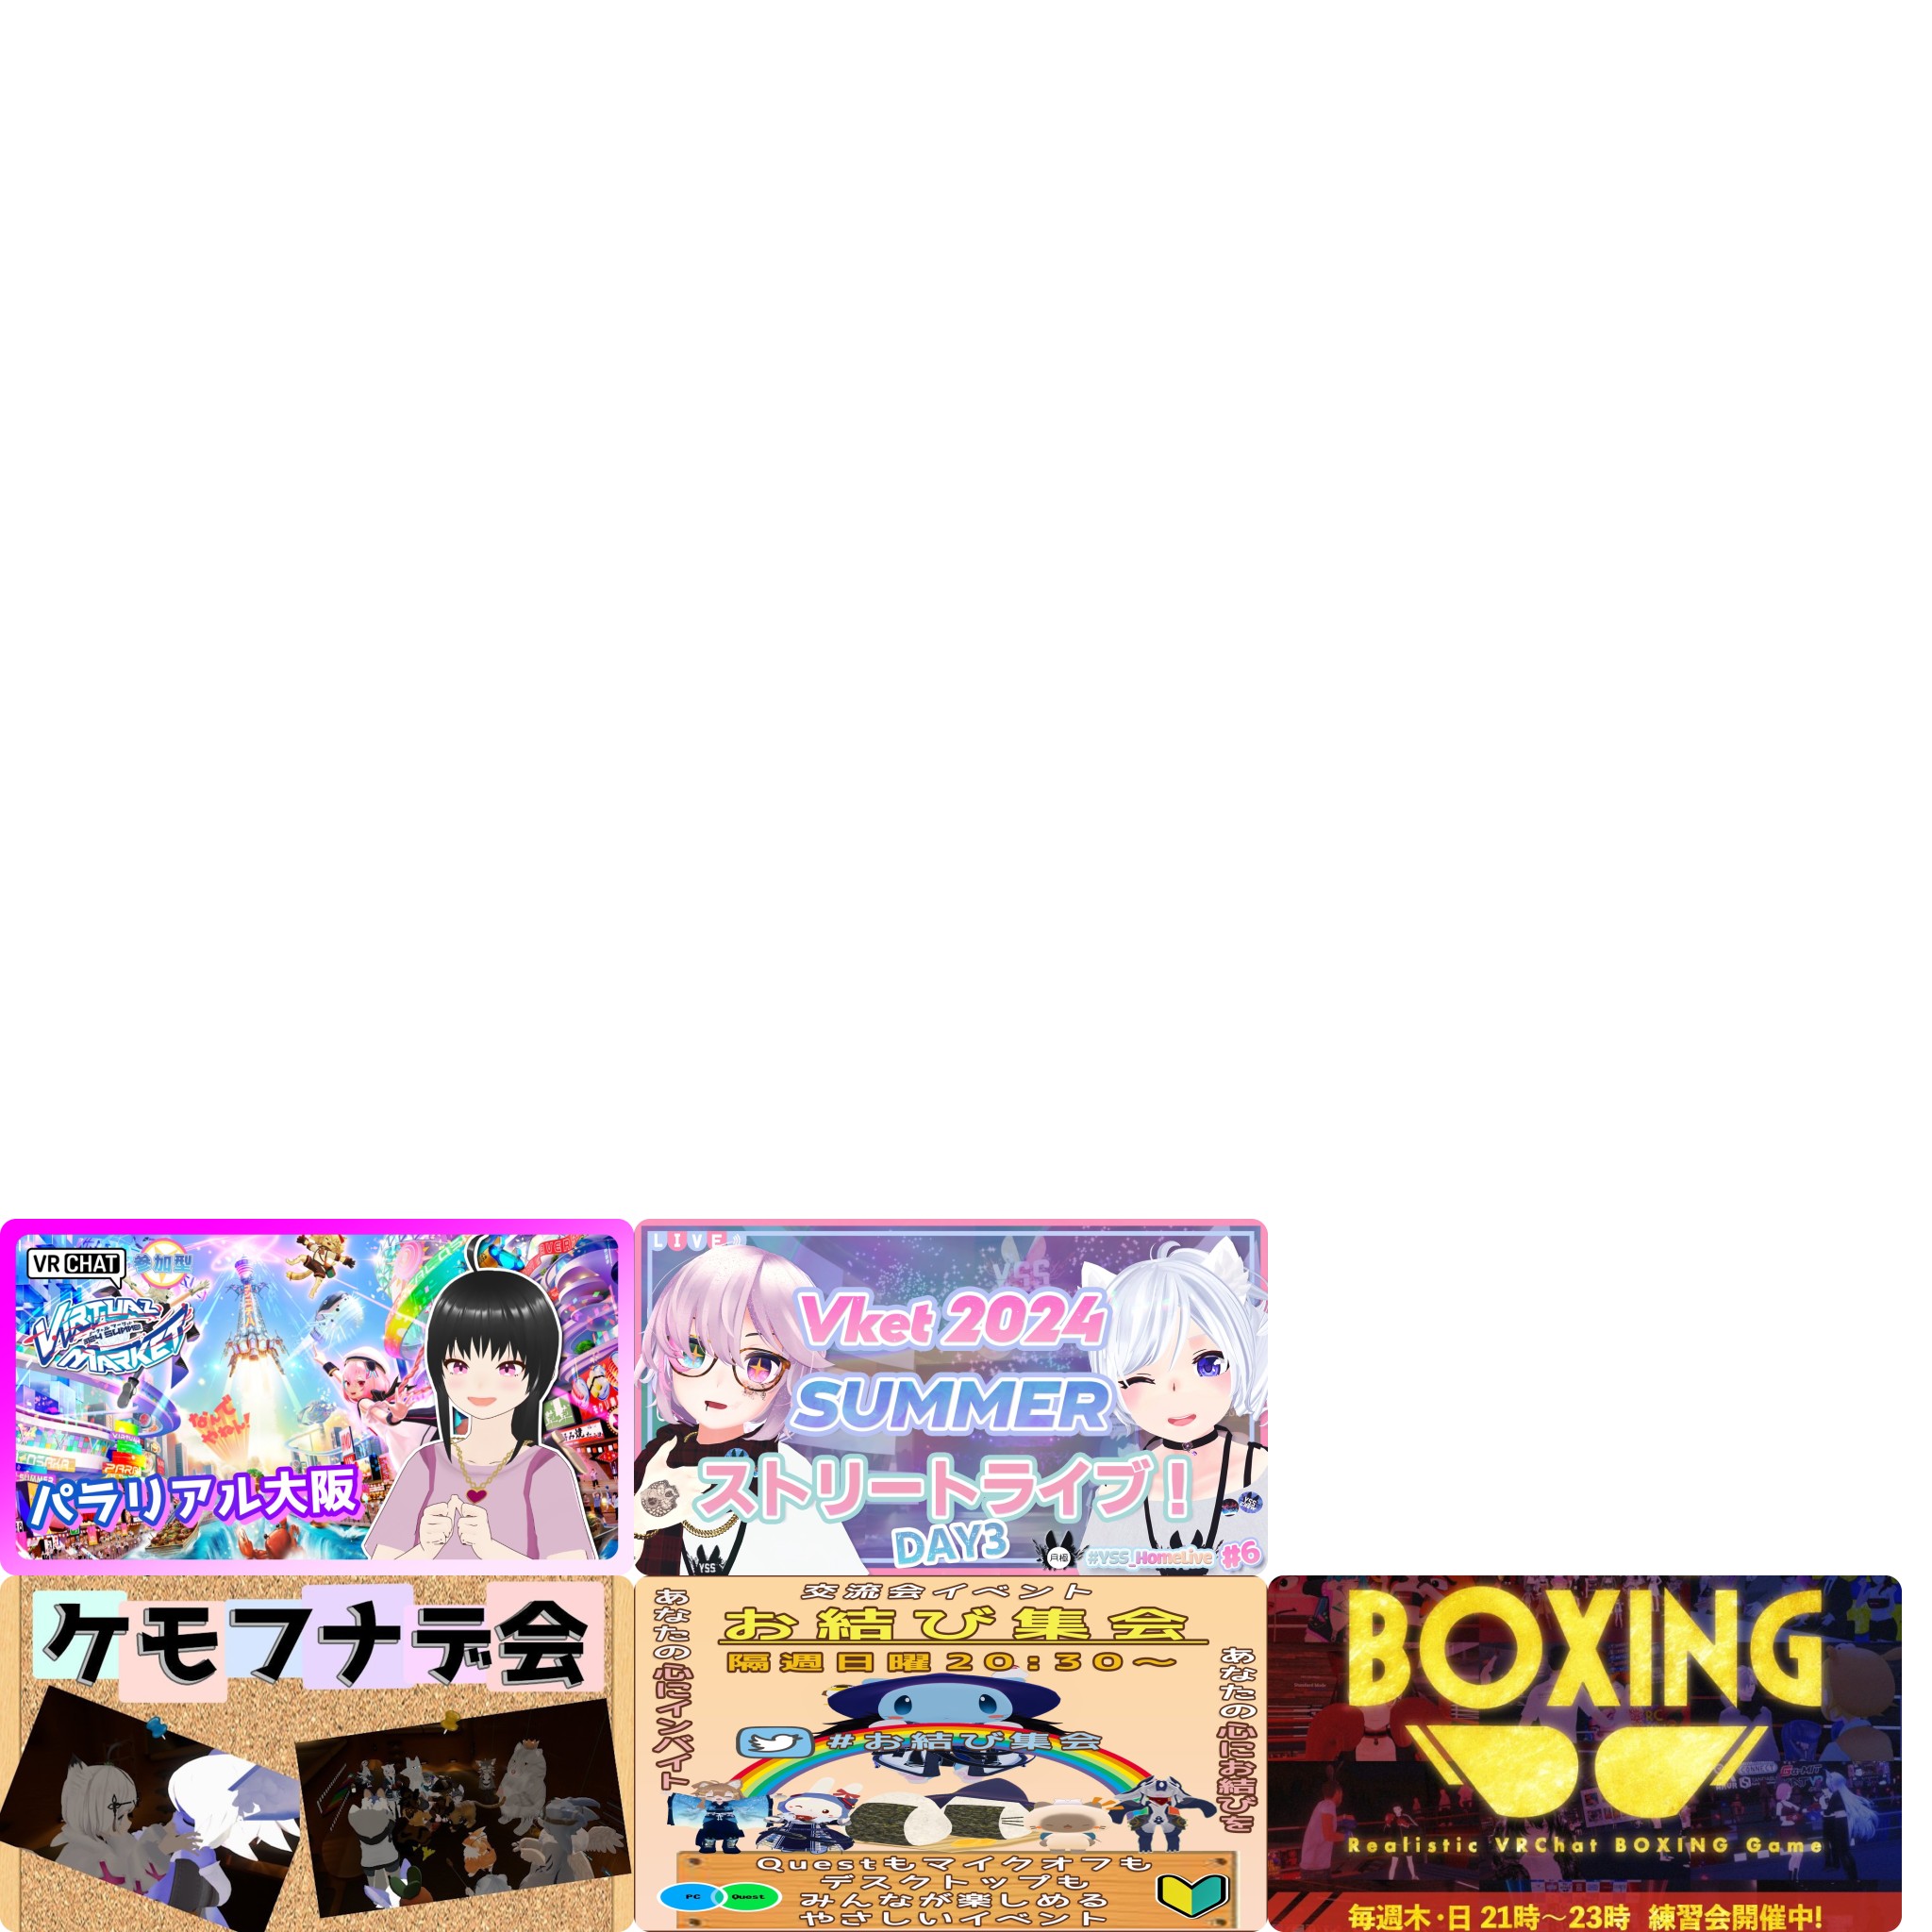 VR CHAT
参加型
VIRTUAL
MARKET
なんで
やねん!
OSAKA
パラリアル大阪
LIVE
VSS
Vket 2024
SUMMER
ストリートライブ!
DAY3
VSS
月極
#VSS_HomeLive #6
ケモフナデ会
交流会イベント
お結び集会
隔週日曜20:30～
あなたの心にインバイト
あなたの心にお結びを
#お結び集会
Questもマイクオフも
デスクトップも
みんなが楽しめる
やさしいイベント
PC
Quest
BOXING
Realistic VRChat BOXING Game
毎週木・日 21時～23時 練習会開催中!